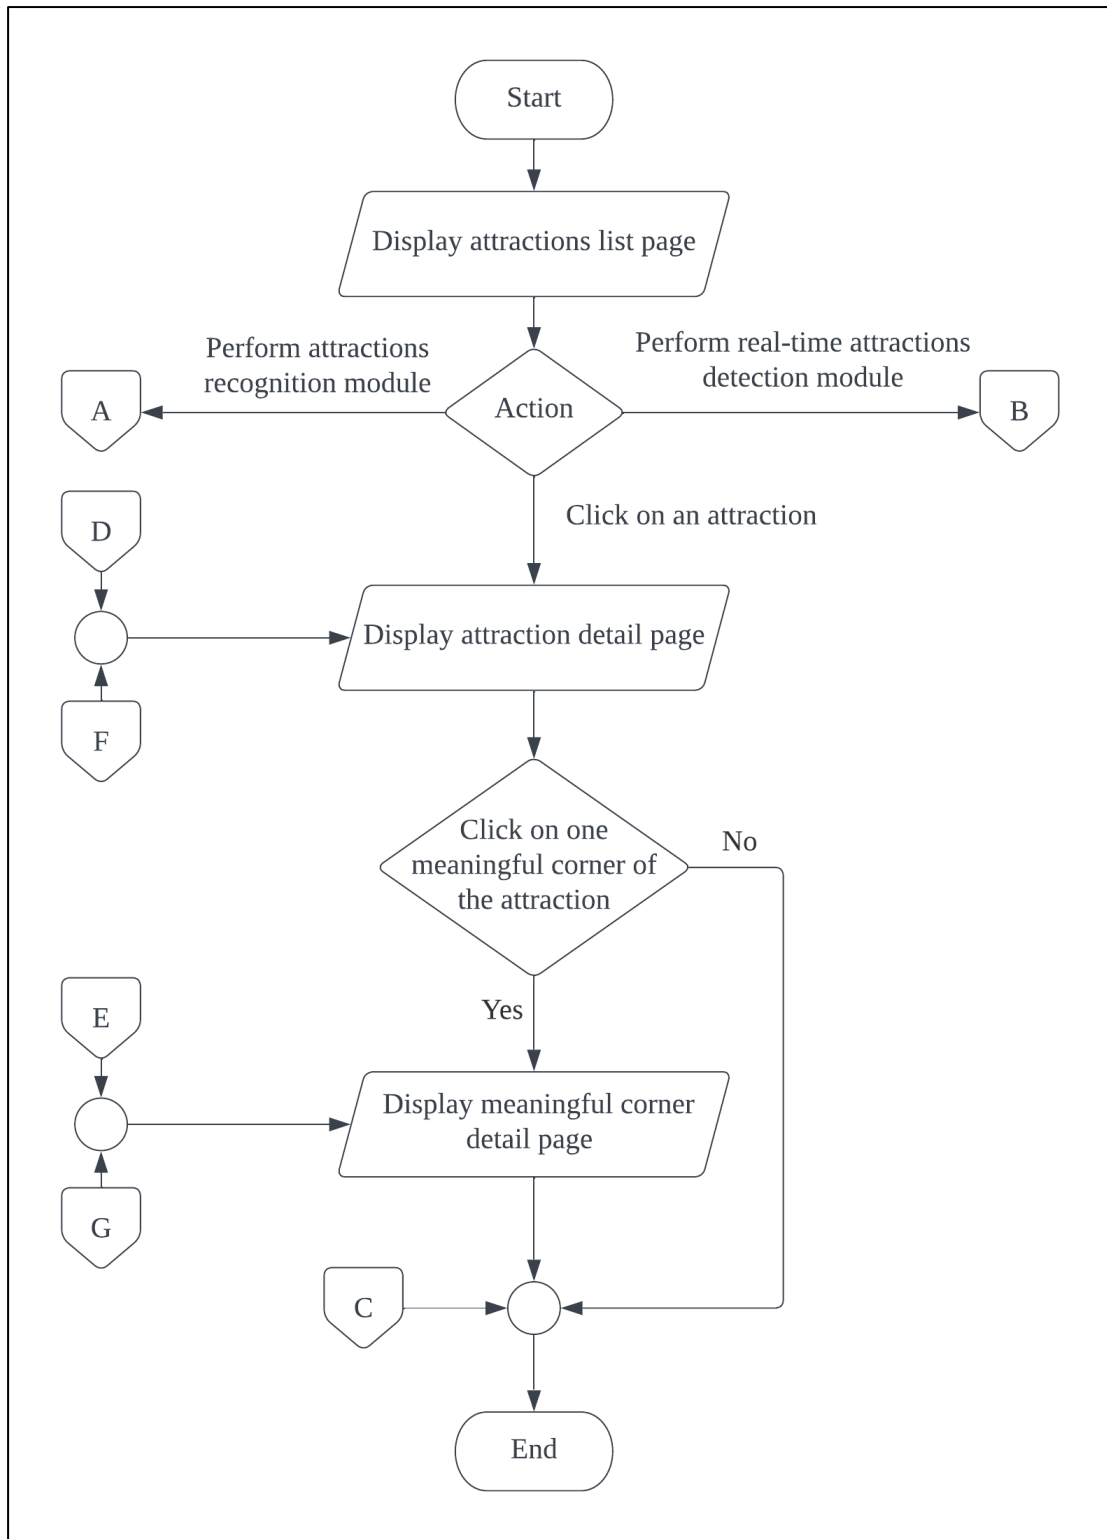 Start
Display attractions list page
Perform attractions
recognition module
Perform real-time attractions
detection module
A
Action
B
Click on an attraction
D
Display attraction detail page
F
Click on one
meaningful corner of
the attraction
No
Yes
E
Display meaningful corner
detail page
G
C
End